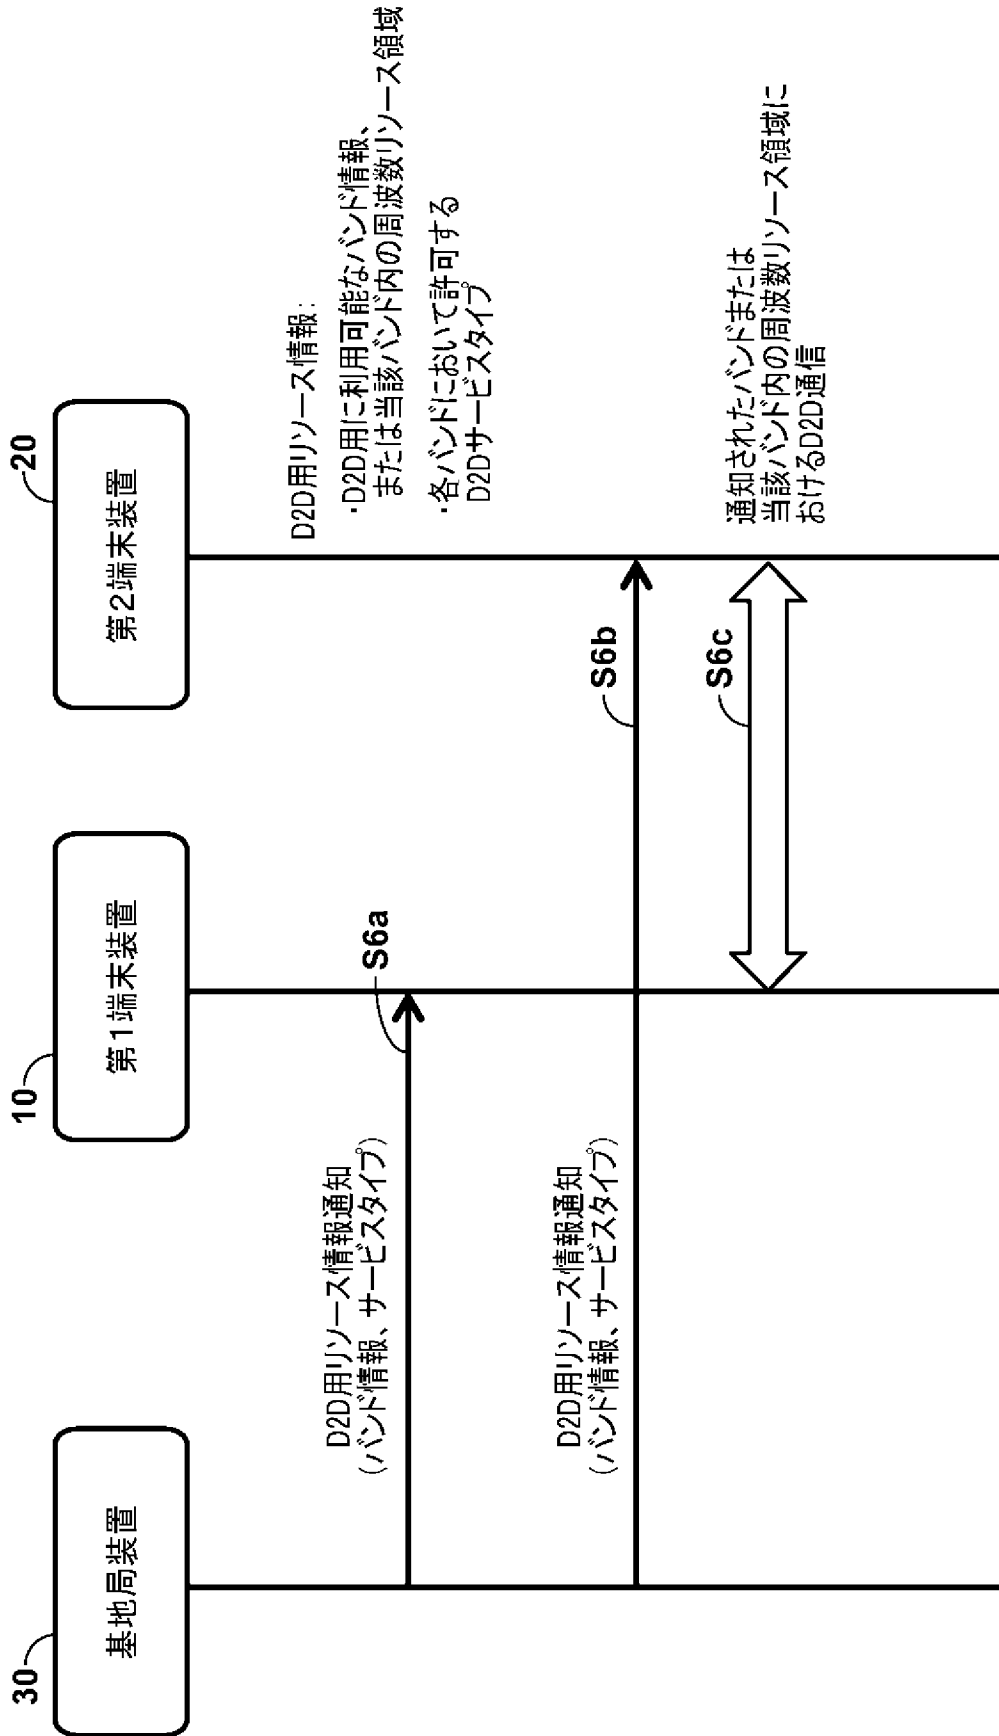 30
基地局装置
10
第1端末装置
20
第2端末装置
D2D用リソース情報通知
(バンド情報、サービスタイプ)
S6a
D2D用リソース情報:
・D2D用に利用可能なバンド情報、
または当該バンド内の周波数リソース領域
・各バンドにおいて許可する
D2Dサービスタイプ
D2D用リソース情報通知
(バンド情報、サービスタイプ)
S6b
S6c
通知されたバンドまたは
当該バンド内の周波数リソース領域に
おけるD2D通信